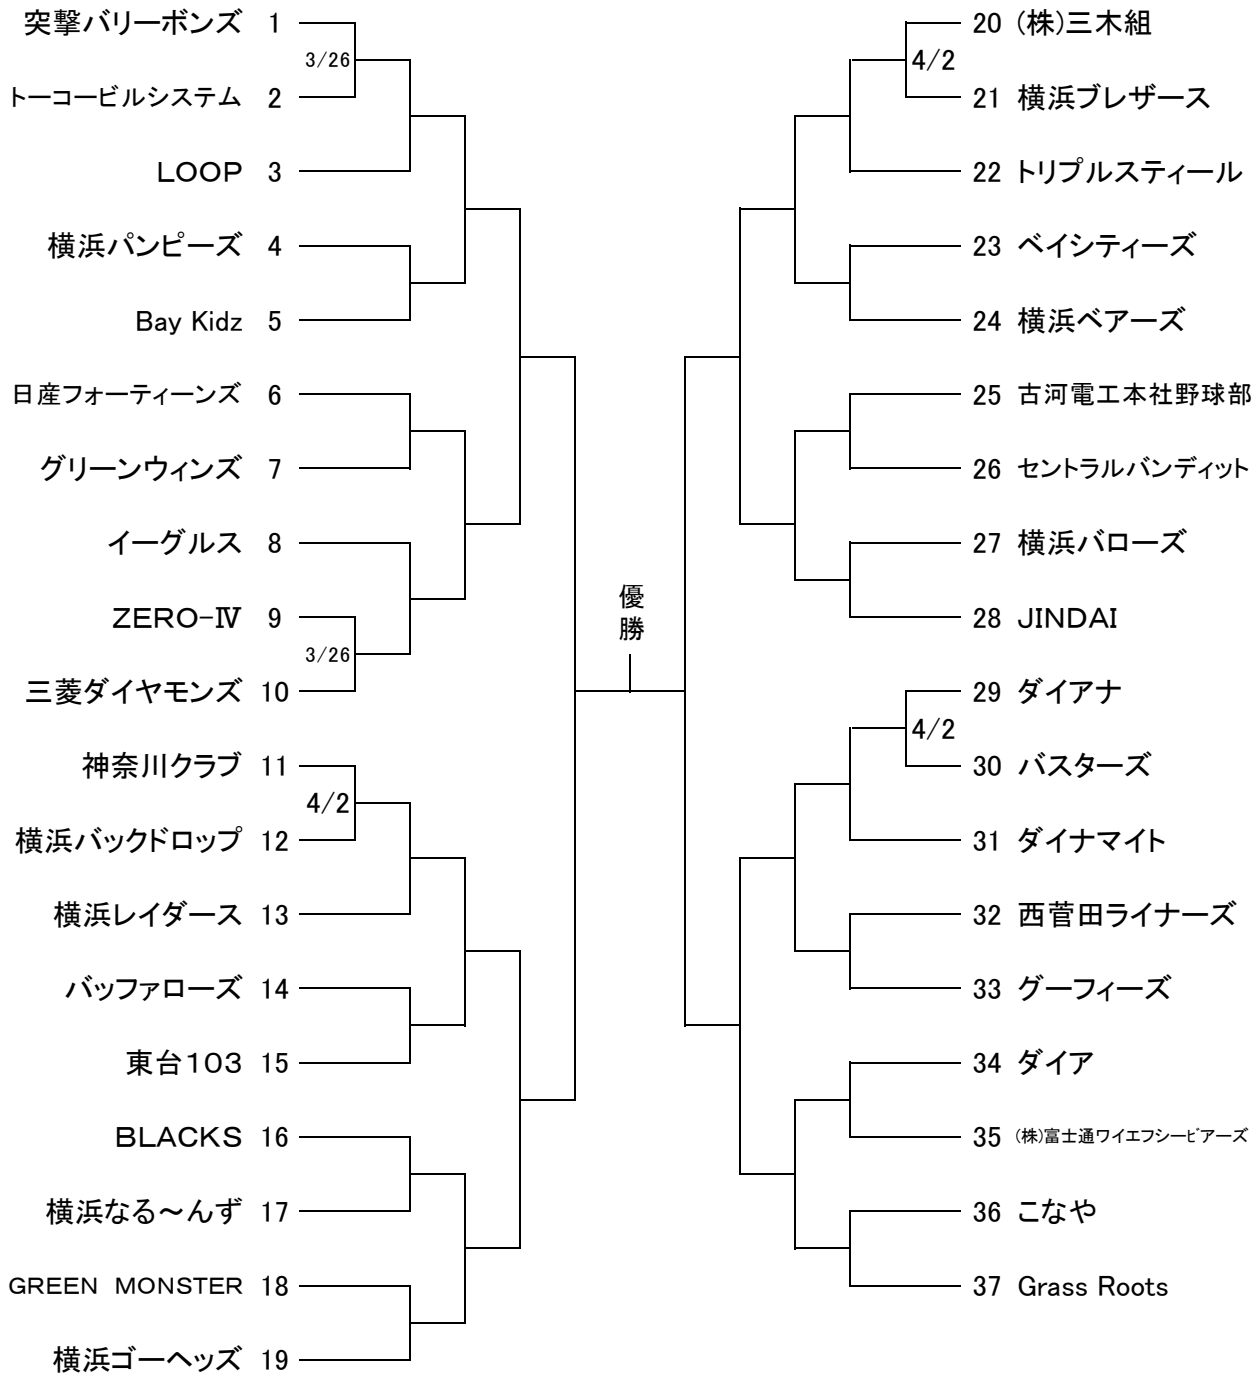 突撃バリーボンズ 1
3/26
トーコービルシステム 2
LOOP 3
横浜パンピーズ 4
Bay Kidz 5
日産フォーティーンズ 6
グリーンウィンズ 7
イーグルス 8
ZERO-Ⅳ 9
3/26
三菱ダイヤモンズ 10
神奈川クラブ 11
4/2
横浜バックドロップ 12
横浜レイダース 13
バッファローズ 14
東台103 15
BLACKS 16
横浜なる～んず 17
GREEN MONSTER 18
横浜ゴーヘッズ 19
優
勝
20 (株)三木組
4/2
21 横浜ブレザース
22 トリプルスティール
23 ベイシティーズ
24 横浜ベアーズ
25 古河電工本社野球部
26 セントラルバンディット
27 横浜バローズ
28 JINDAI
29 ダイアナ
4/2
30 バスターズ
31 ダイナマイト
32 西菅田ライナーズ
33 グーフィーズ
34 ダイア
35 (株)富士通ワイエフシービアーズ
36 こなや
37 Grass Roots